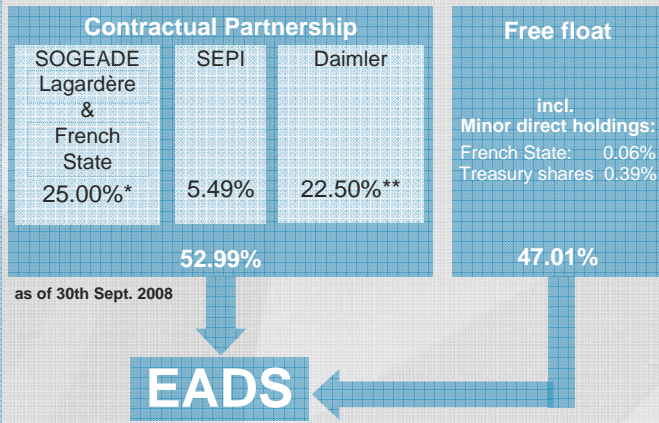 Contractual Partnership
SOGEADE
Lagardère
&
French
State
25.00%*
SEPI
5.49%
Daimler
22.50%**
52.99%
Free float
incl.
Minor direct holdings:
French State: 0.06%
Treasury shares 0.39%
47.01%
as of 30th Sept. 2008
EADS